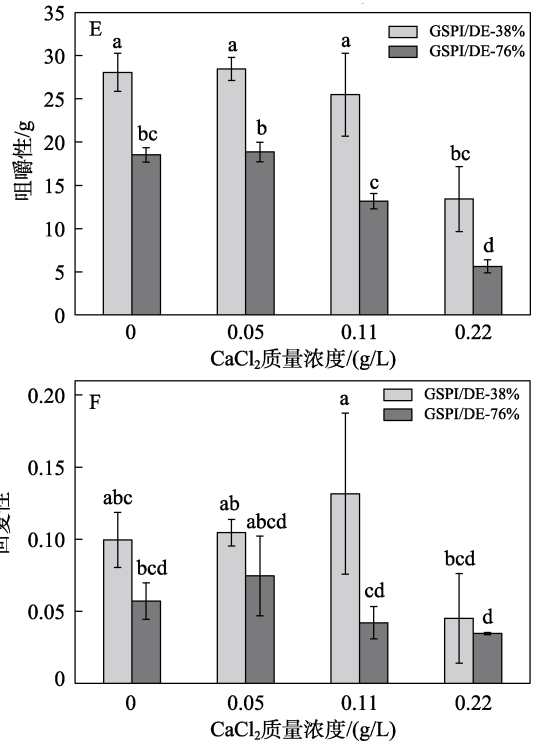 E
GSPI/DE-38%
GSPI/DE-76%
35
30
25
20
15
10
5
0
咀嚼性/g
a
bc
a
b
a
c
bc
d
0 0.05 0.11 0.22
CaCl₂质量浓度/(g/L)
F
GSPI/DE-38%
GSPI/DE-76%
0.20
0.15
0.10
0.05
0
回复性
abc
bcd
ab
abcd
a
cd
bcd
d
0 0.05 0.11 0.22
CaCl₂质量浓度/(g/L)